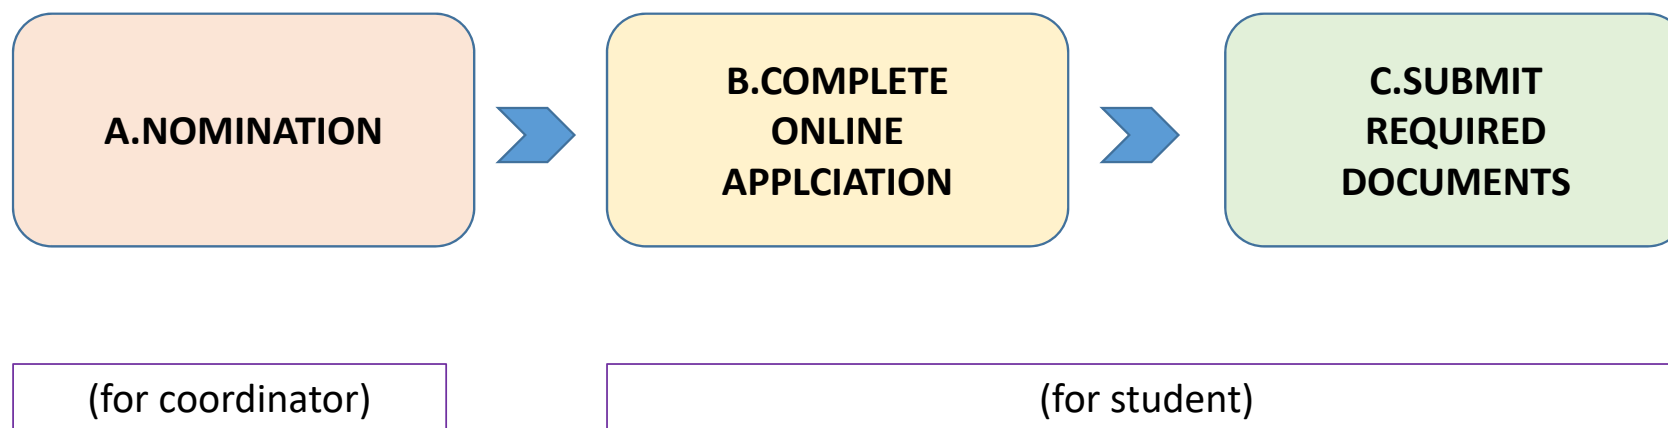 A.NOMINATION
B.COMPLETE
ONLINE
APPLCIATION
C.SUBMIT
REQUIRED
DOCUMENTS
(for coordinator)
(for student)